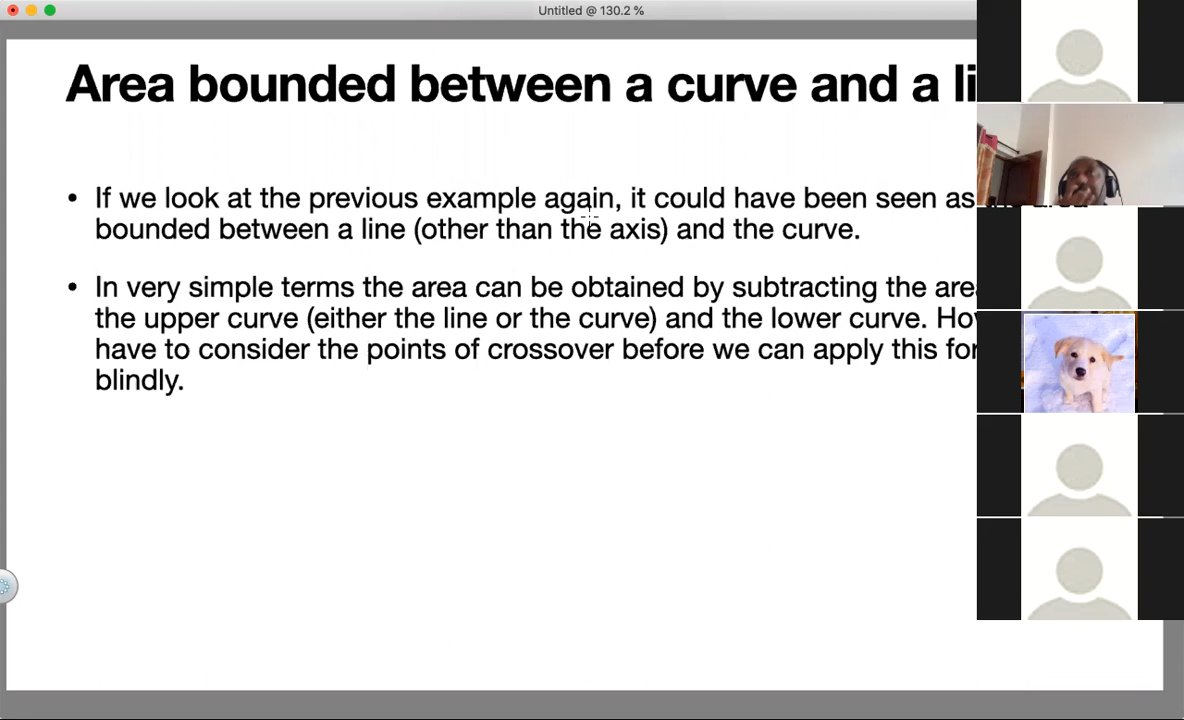 Untitled @ 130.2 %
Area bounded between a curve and a li
• If we look at the previous example again, it could have been seen as
bounded between a line (other than the axis) and the curve.
• In very simple terms the area can be obtained by subtracting the
the upper curve (either the line or the curve) and the lower curve.
have to consider the points of crossover before we can apply this
blindly.